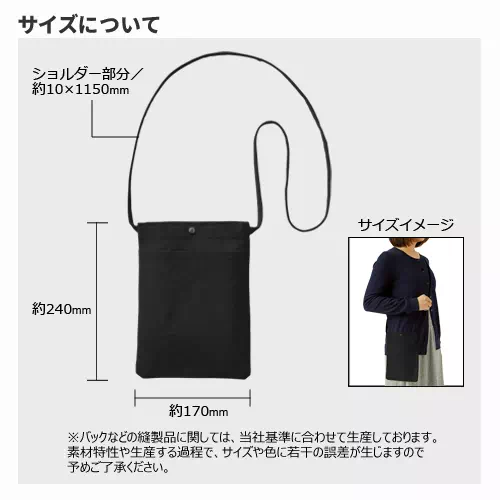 サイズについて
ショルダー部分／
約10×1150mm
サイズイメージ
約240mm
約170mm
※バックなどの縫製品に関しては、当社基準に合わせて生産しております。
素材特性や生産する過程で、サイズや色に若干の誤差が生じますので
予めご了承ください。